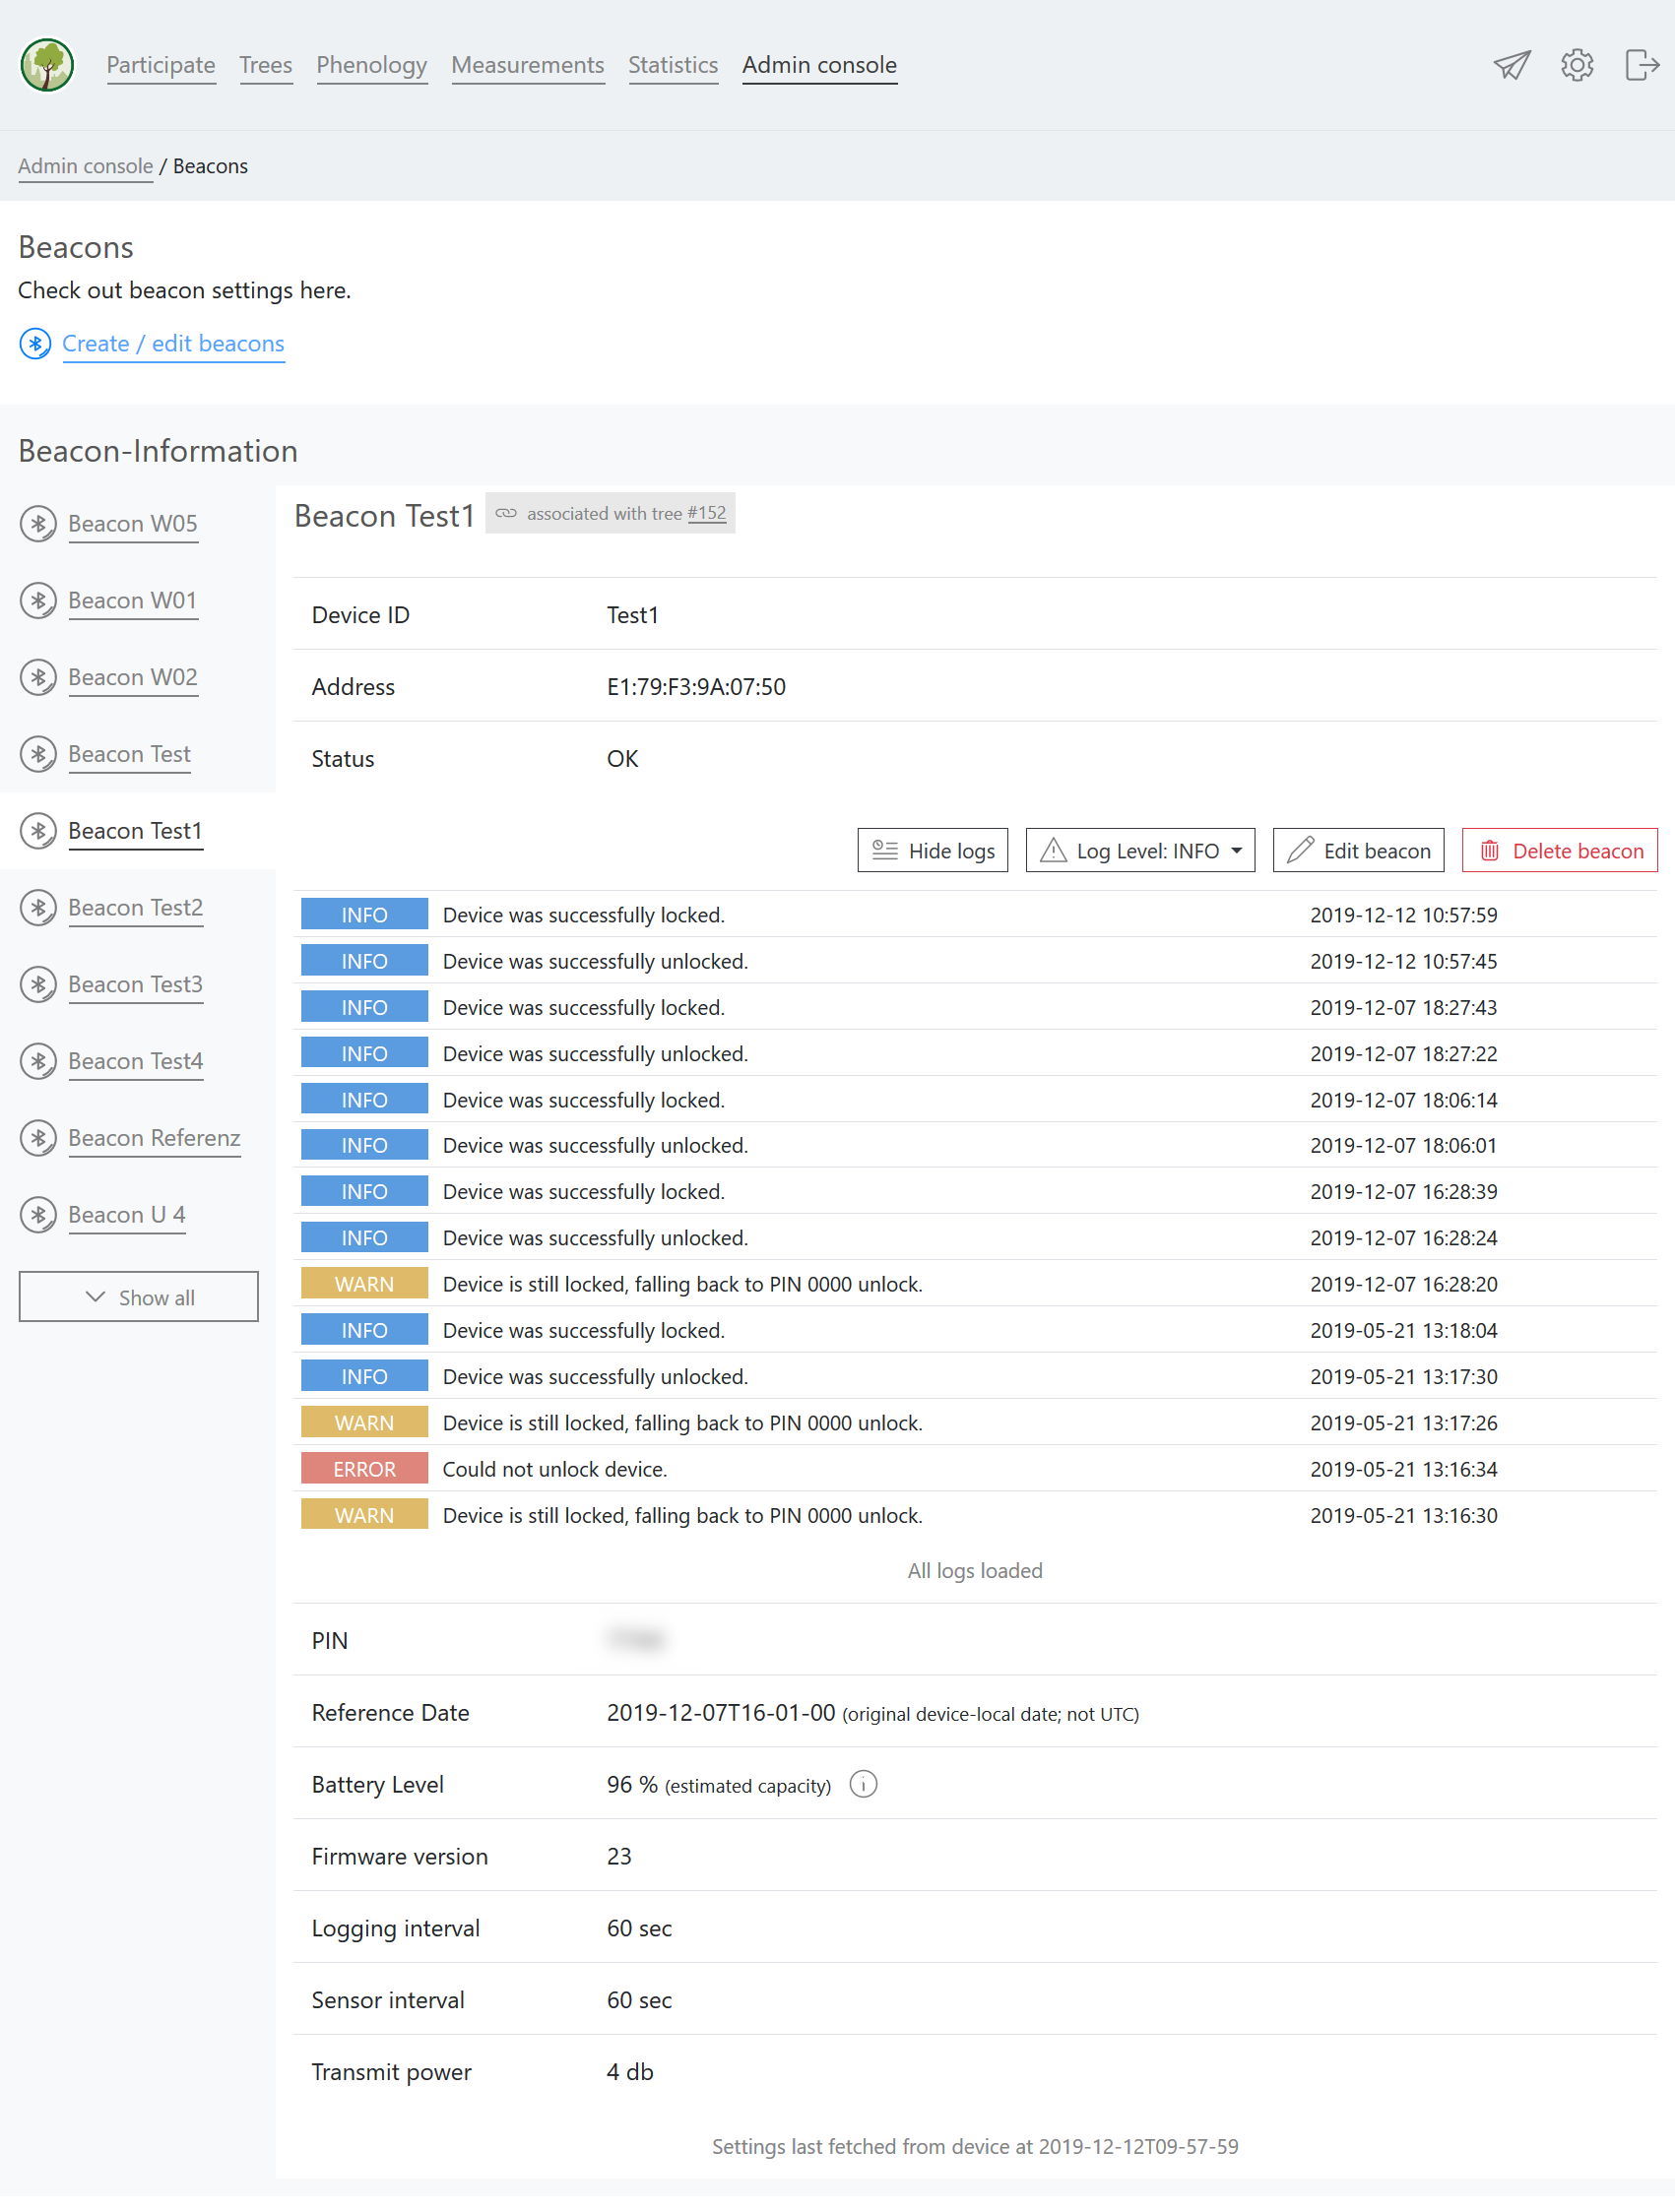 Participate Trees Phenology Measurements Statistics Admin console
Admin console / Beacons
Beacons
Check out beacon settings here.
Create / edit beacons
Beacon-Information
Beacon W05
Beacon W01
Beacon W02
Beacon Test
Beacon Test1
Beacon Test2
Beacon Test3
Beacon Test4
Beacon Referenz
Beacon U 4
Show all
Beacon Test1 associated with tree #152
Device ID Test1
Address E1:79:F3:9A:07:50
Status OK
Hide logs Log Level: INFO Edit beacon Delete beacon
INFO Device was successfully locked. 2019-12-12 10:57:59
INFO Device was successfully unlocked. 2019-12-12 10:57:45
INFO Device was successfully locked. 2019-12-07 18:27:43
INFO Device was successfully unlocked. 2019-12-07 18:27:22
INFO Device was successfully locked. 2019-12-07 18:06:14
INFO Device was successfully unlocked. 2019-12-07 18:06:01
INFO Device was successfully locked. 2019-12-07 16:28:39
INFO Device was successfully unlocked. 2019-12-07 16:28:24
WARN Device is still locked, falling back to PIN 0000 unlock. 2019-12-07 16:28:20
INFO Device was successfully locked. 2019-05-21 13:18:04
INFO Device was successfully unlocked. 2019-05-21 13:17:30
WARN Device is still locked, falling back to PIN 0000 unlock. 2019-05-21 13:17:26
ERROR Could not unlock device. 2019-05-21 13:16:34
WARN Device is still locked, falling back to PIN 0000 unlock. 2019-05-21 13:16:30
All logs loaded
PIN
Reference Date 2019-12-07T16-01-00 (original device-local date; not UTC)
Battery Level 96 % (estimated capacity)
Firmware version 23
Logging interval 60 sec
Sensor interval 60 sec
Transmit power 4 db
Settings last fetched from device at 2019-12-12T09-57-59